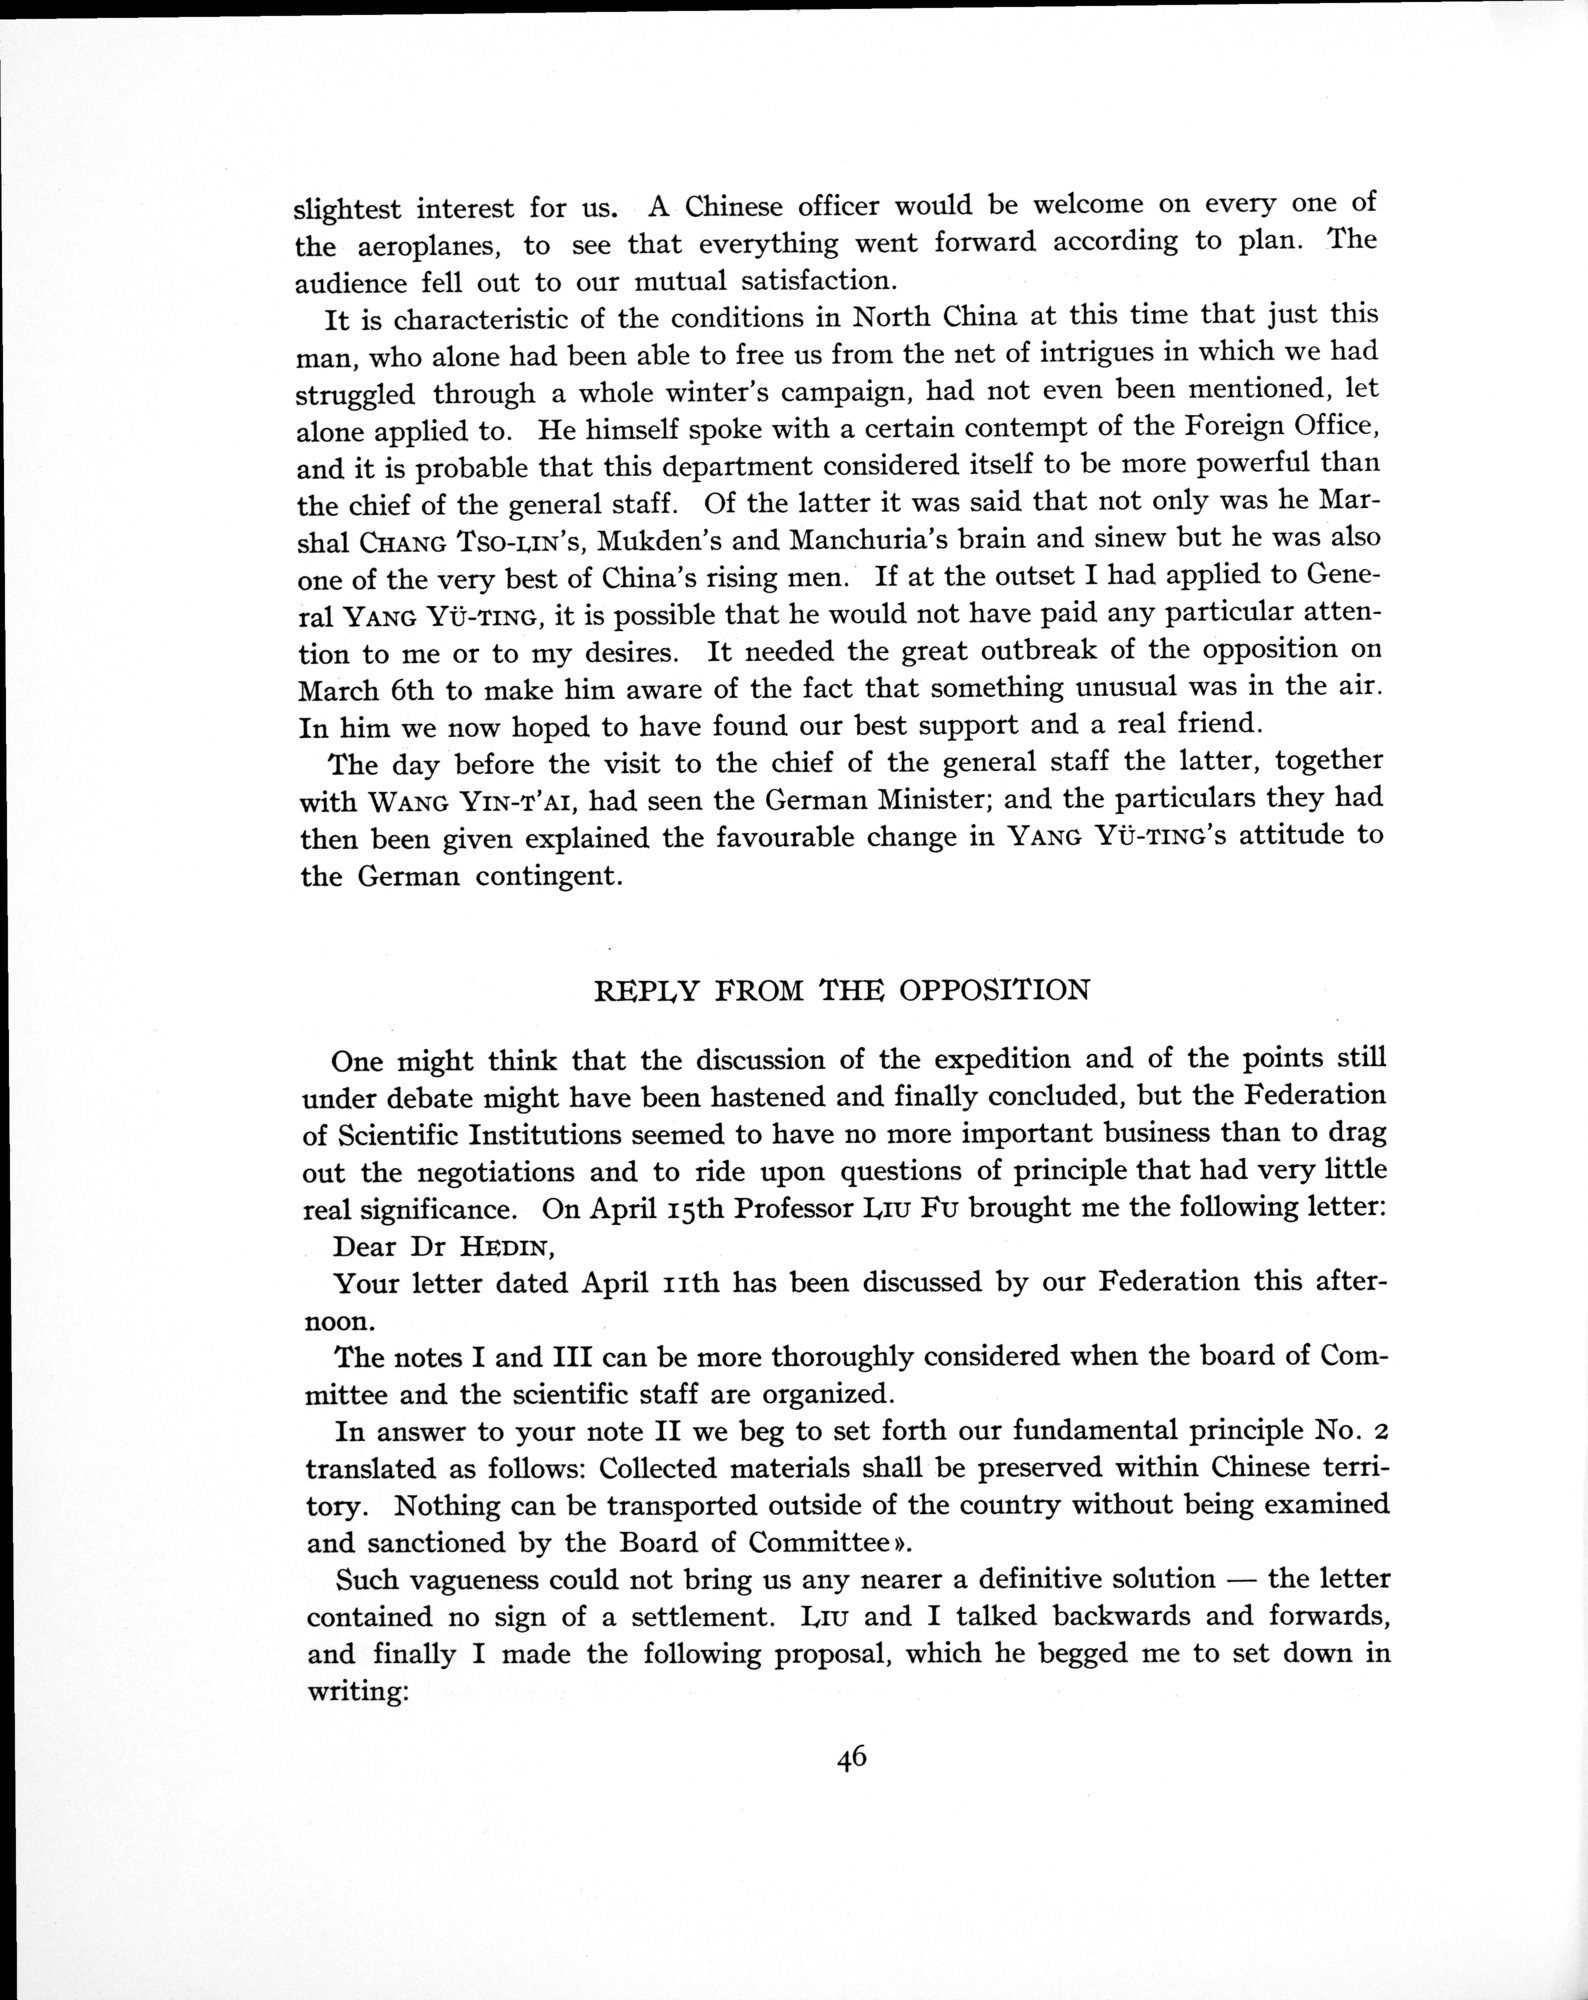 slightest interest for us. A Chinese officer would be welcome on every one of
the aeroplanes, to see that everything went forward according to plan. The
audience fell out to our mutual satisfaction.
It is characteristic of the conditions in North China at this time that just this
man, who alone had been able to free us from the net of intrigues in which we had
struggled through a whole winter's campaign, had not even been mentioned, let
alone applied to. He himself spoke with a certain contempt of the Foreign Office,
and it is probable that this department considered itself to be more powerful than
the chief of the general staff. Of the latter it was said that not only was he Mar-
shal CHANG TSO-LIN's, Mukden's and Manchuria's brain and sinew but he was also
one of the very best of China's rising men. If at the outset I had applied to Gene-
ral YANG YÜ-TING, it is possible that he would not have paid any particular atten-
tion to me or to my desires. It needed the great outbreak of the opposition on
March 6th to make him aware of the fact that something unusual was in the air.
In him we now hoped to have found our best support and a real friend.
The day before the visit to the chief of the general staff the latter, together
with WANG YIN-T'AI, had seen the German Minister; and the particulars they had
then been given explained the favourable change in YANG YÜ-TING's attitude to
the German contingent.
REPLY FROM THE OPPOSITION
One might think that the discussion of the expedition and of the points still
under debate might have been hastened and finally concluded, but the Federation
of Scientific Institutions seemed to have no more important business than to drag
out the negotiations and to ride upon questions of principle that had very little
real significance. On April 15th Professor LIU FU brought me the following letter:
Dear Dr HEDIN,
Your letter dated April 11th has been discussed by our Federation this after-
noon.
The notes I and III can be more thoroughly considered when the board of Com-
mittee and the scientific staff are organized.
In answer to your note II we beg to set forth our fundamental principle No. 2
translated as follows: Collected materials shall be preserved within Chinese terri-
tory. Nothing can be transported outside of the country without being examined
and sanctioned by the Board of Committee».
Such vagueness could not bring us any nearer a definitive solution — the letter
contained no sign of a settlement. LIU and I talked backwards and forwards,
and finally I made the following proposal, which he begged me to set down in
writing:
46